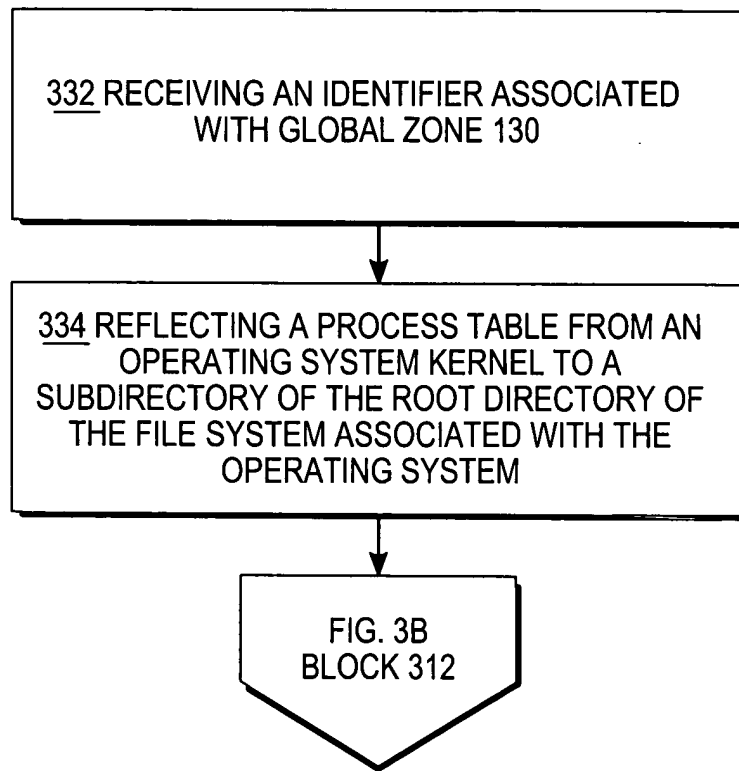 332 RECEIVING AN IDENTIFIER ASSOCIATED
WITH GLOBAL ZONE 130
334 REFLECTING A PROCESS TABLE FROM AN
OPERATING SYSTEM KERNEL TO A
SUBDIRECTORY OF THE ROOT DIRECTORY OF
THE FILE SYSTEM ASSOCIATED WITH THE
OPERATING SYSTEM
FIG. 3B
BLOCK 312